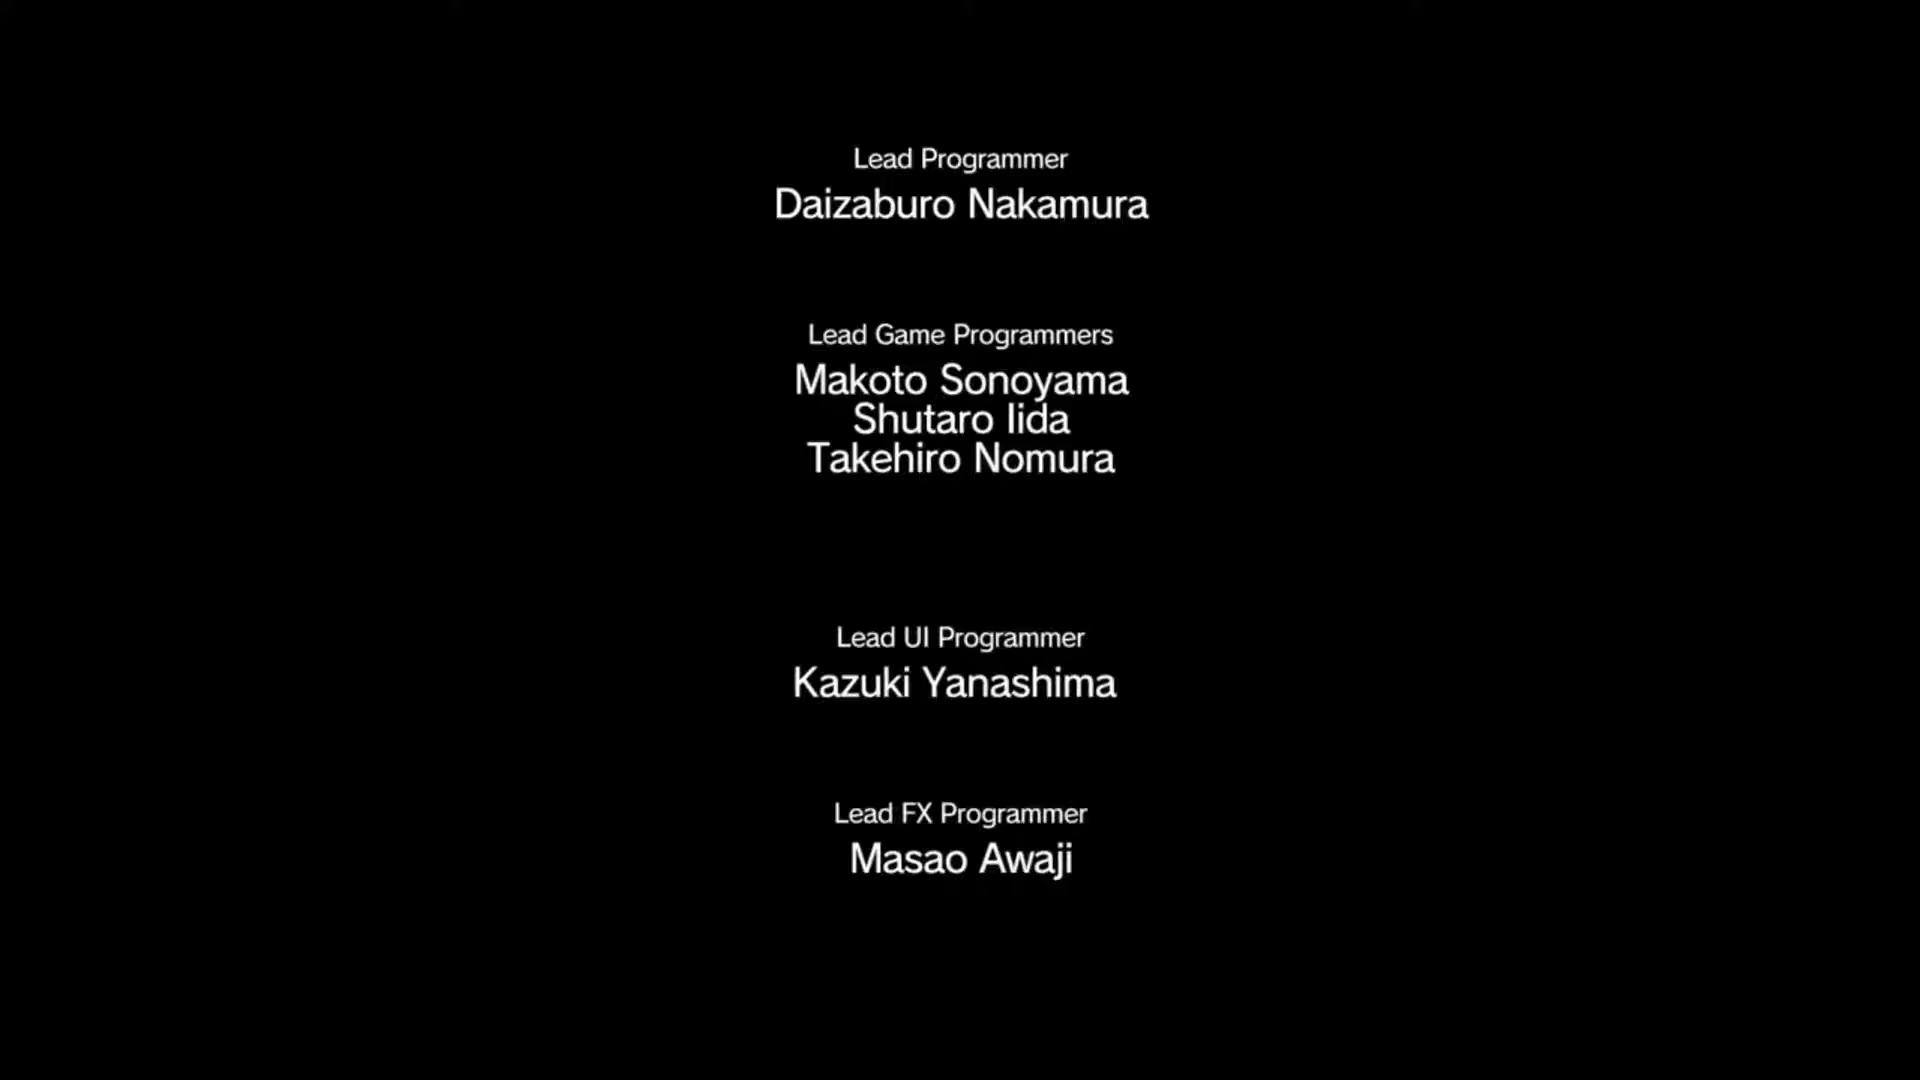 Lead Programmer
Daizaburo Nakamura
Lead Game Programmers
Makoto Sonoyama
Shutaro Iida
Takehiro Nomura
Lead UI Programmer
Kazuki Yanashima
Lead FX Programmer
Masao Awaji